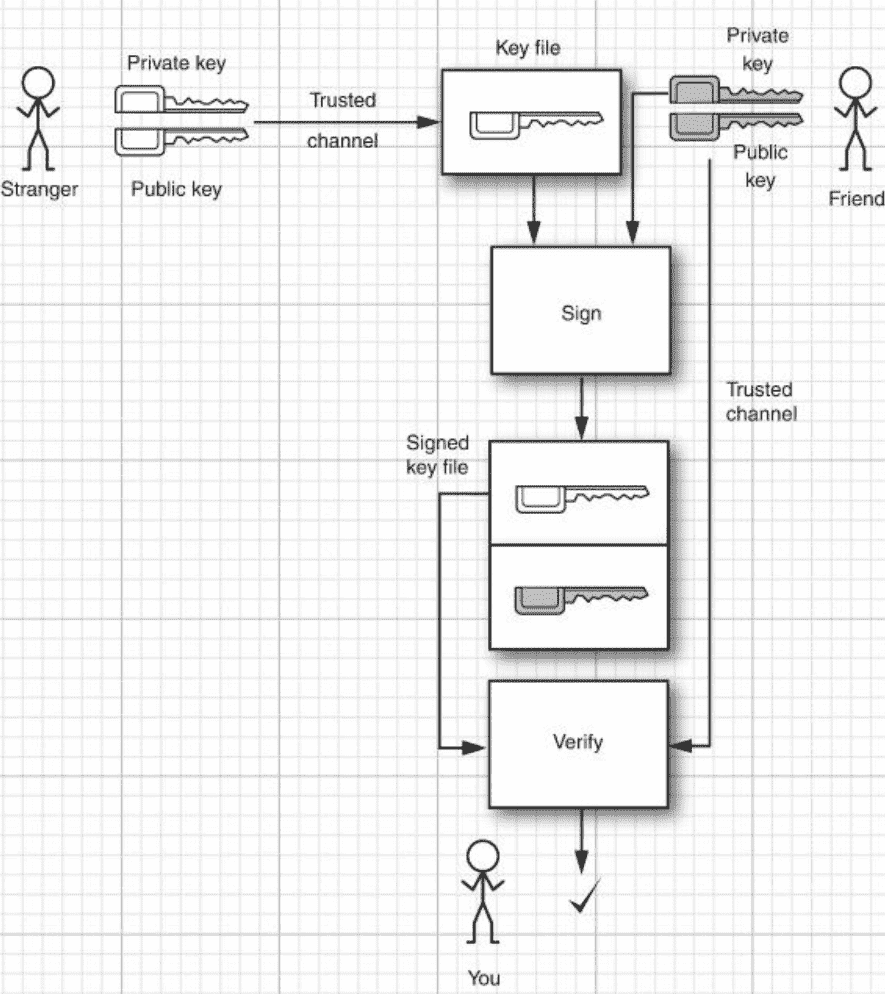 Key file
Private key
Private
key
Trusted
channel
Public
key
Stranger
Public key
Friend
Sign
Trusted
channel
Signed
key file
Verify
You